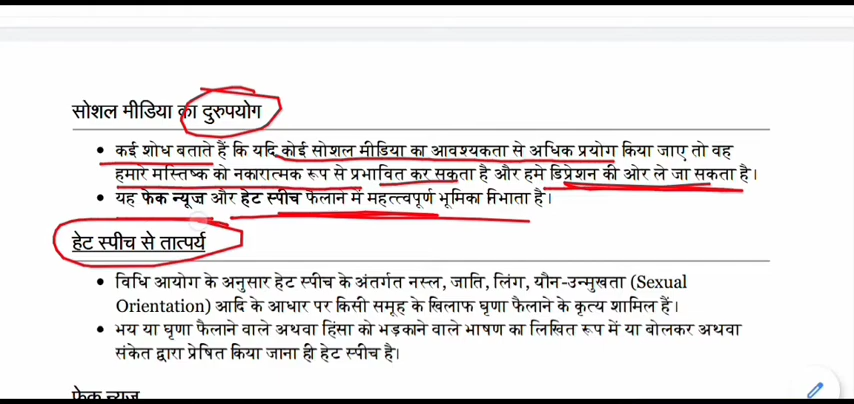 सोशल मीडिया का दुरुपयोग
• कई शोध बताते हैं कि यदि कोई सोशल मीडिया का आवश्यकता से अधिक प्रयोग किया जाए तो वह
हमारे मस्तिष्क को नकारात्मक रूप से प्रभावित कर सकता है और हमे डिप्रेशन की ओर ले जा सकता है।
• यह फेक न्यूज और हेट स्पीच फैलाने में महत्त्वपूर्ण भूमिका निभाता है।
हेट स्पीच से तात्पर्य
• विधि आयोग के अनुसार हेट स्पीच के अंतर्गत नस्ल, जाति, लिंग, यौन-उन्मुखता (Sexual
Orientation) आदि के आधार पर किसी समूह के खिलाफ घृणा फैलाने के कृत्य शामिल हैं।
• भय या घृणा फैलाने वाले अथवा हिंसा को भड़काने वाले भाषण का लिखित रूप में या बोलकर अथवा
संकेत द्वारा प्रेषित किया जाना ही हेट स्पीच है।
फेक न्यूज